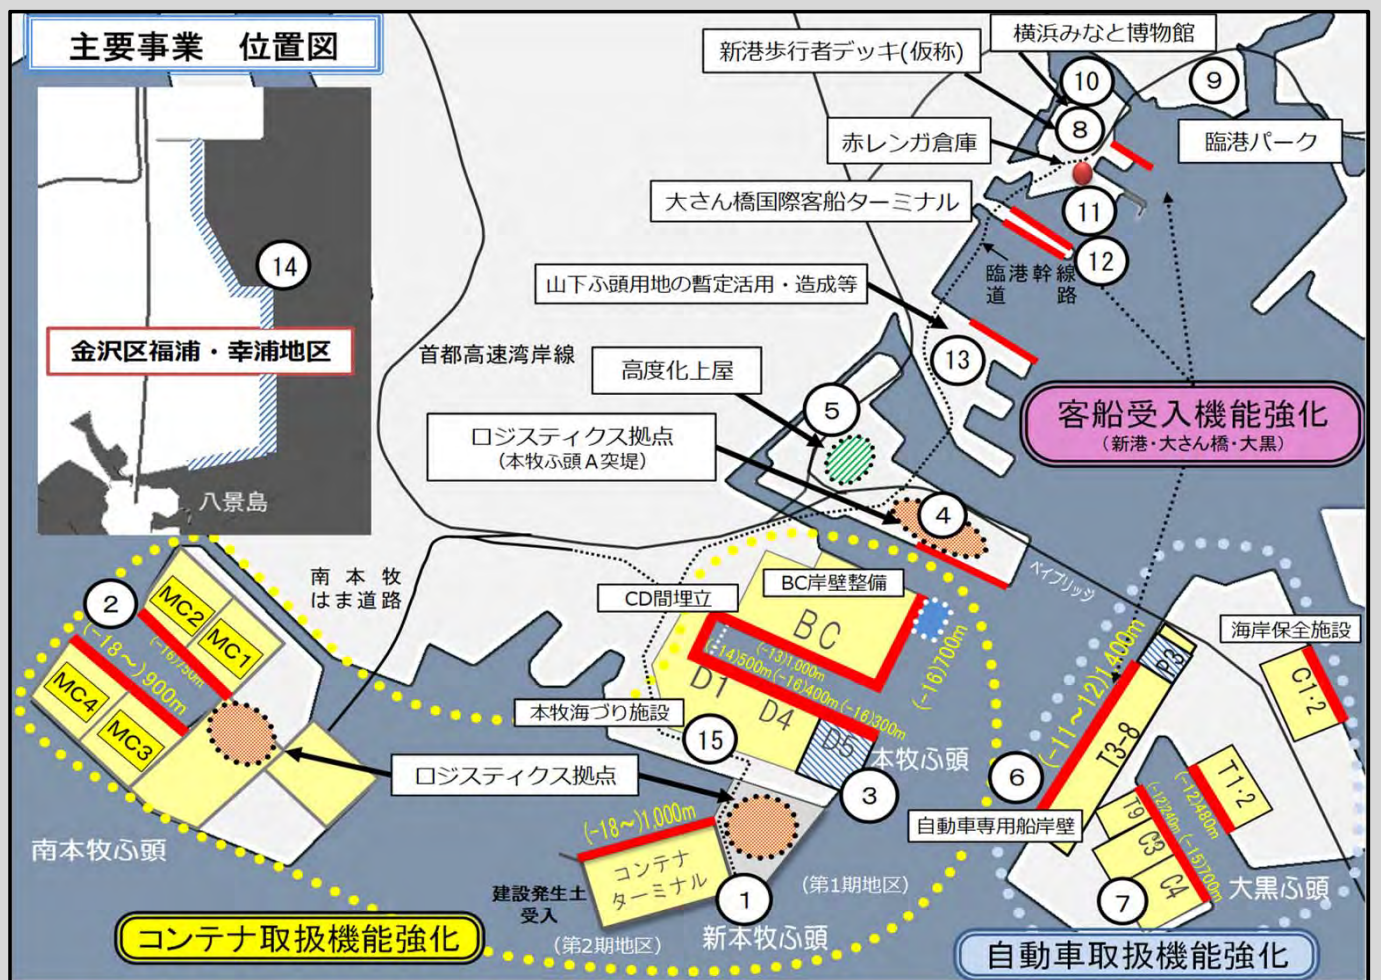 主要事業　位置図
14
金沢区福浦・幸浦地区
八景島
横浜みなと博物館
新港歩行者デッキ(仮称)
10
9
8
赤レンガ倉庫
臨港パーク
大さん橋国際客船ターミナル
11
12
臨港幹線
道　　路
山下ふ頭用地の暫定活用・造成等
13
首都高速湾岸線
高度化上屋
5
客船受入機能強化
(新港・大さん橋・大黒)
ロジスティクス拠点
(本牧ふ頭A突堤)
4
ベイブリッジ
南本牧
はま道路
CD間埋立
BC岸壁整備
BC
(-16)700m
(-13)1,000m
(-14)500m(-16)400m(-16)300m
D1
D4
D5
本牧ふ頭
3
2
MC2
MC1
(-16)750m
(-18～)900m
MC4
MC3
南本牧ふ頭
本牧海づり施設
15
ロジスティクス拠点
(-18～)1,000m
コンテナ
ターミナル
建設発生土
受入
1
(第1期地区)
(第2期地区)
新本牧ふ頭
コンテナ取扱機能強化
海岸保全施設
P3
C1・2
(-11～12)1400m
T3-8
6
自動車専用船岸壁
T1・2
(-12)480m
T9
(-12)240m(-15)700m
C3
C4
7
大黒ふ頭
自動車取扱機能強化